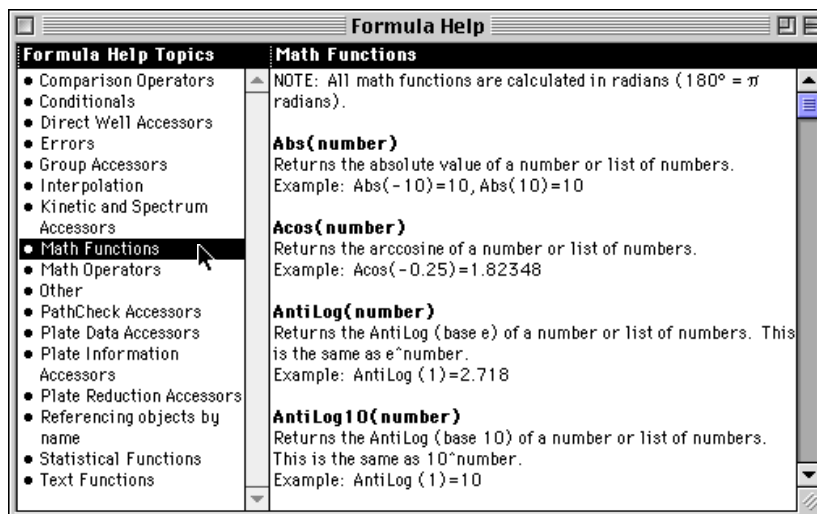 Formula Help
Formula Help Topics
● Comparison Operators
● Conditionals
● Direct Well Accessors
● Errors
● Group Accessors
● Interpolation
● Kinetic and Spectrum
Accessors
● Math Functions
● Math Operators
● Other
● PathCheck Accessors
● Plate Data Accessors
● Plate Information
Accessors
● Plate Reduction Accessors
● Referencing objects by
name
● Statistical Functions
● Text Functions
Math Functions
NOTE: All math functions are calculated in radians (180° = π
radians).
Abs(number)
Returns the absolute value of a number or list of numbers.
Example: Abs(-10)=10, Abs(10)=10
Acos(number)
Returns the arccosine of a number or list of numbers.
Example: Acos(-0.25)=1.82348
AntiLog(number)
Returns the AntiLog (base e) of a number or list of numbers. This
is the same as e^number.
Example: AntiLog (1)=2.718
AntiLog10(number)
Returns the AntiLog (base 10) of a number or list of numbers.
This is the same as 10^number.
Example: AntiLog (1)=10